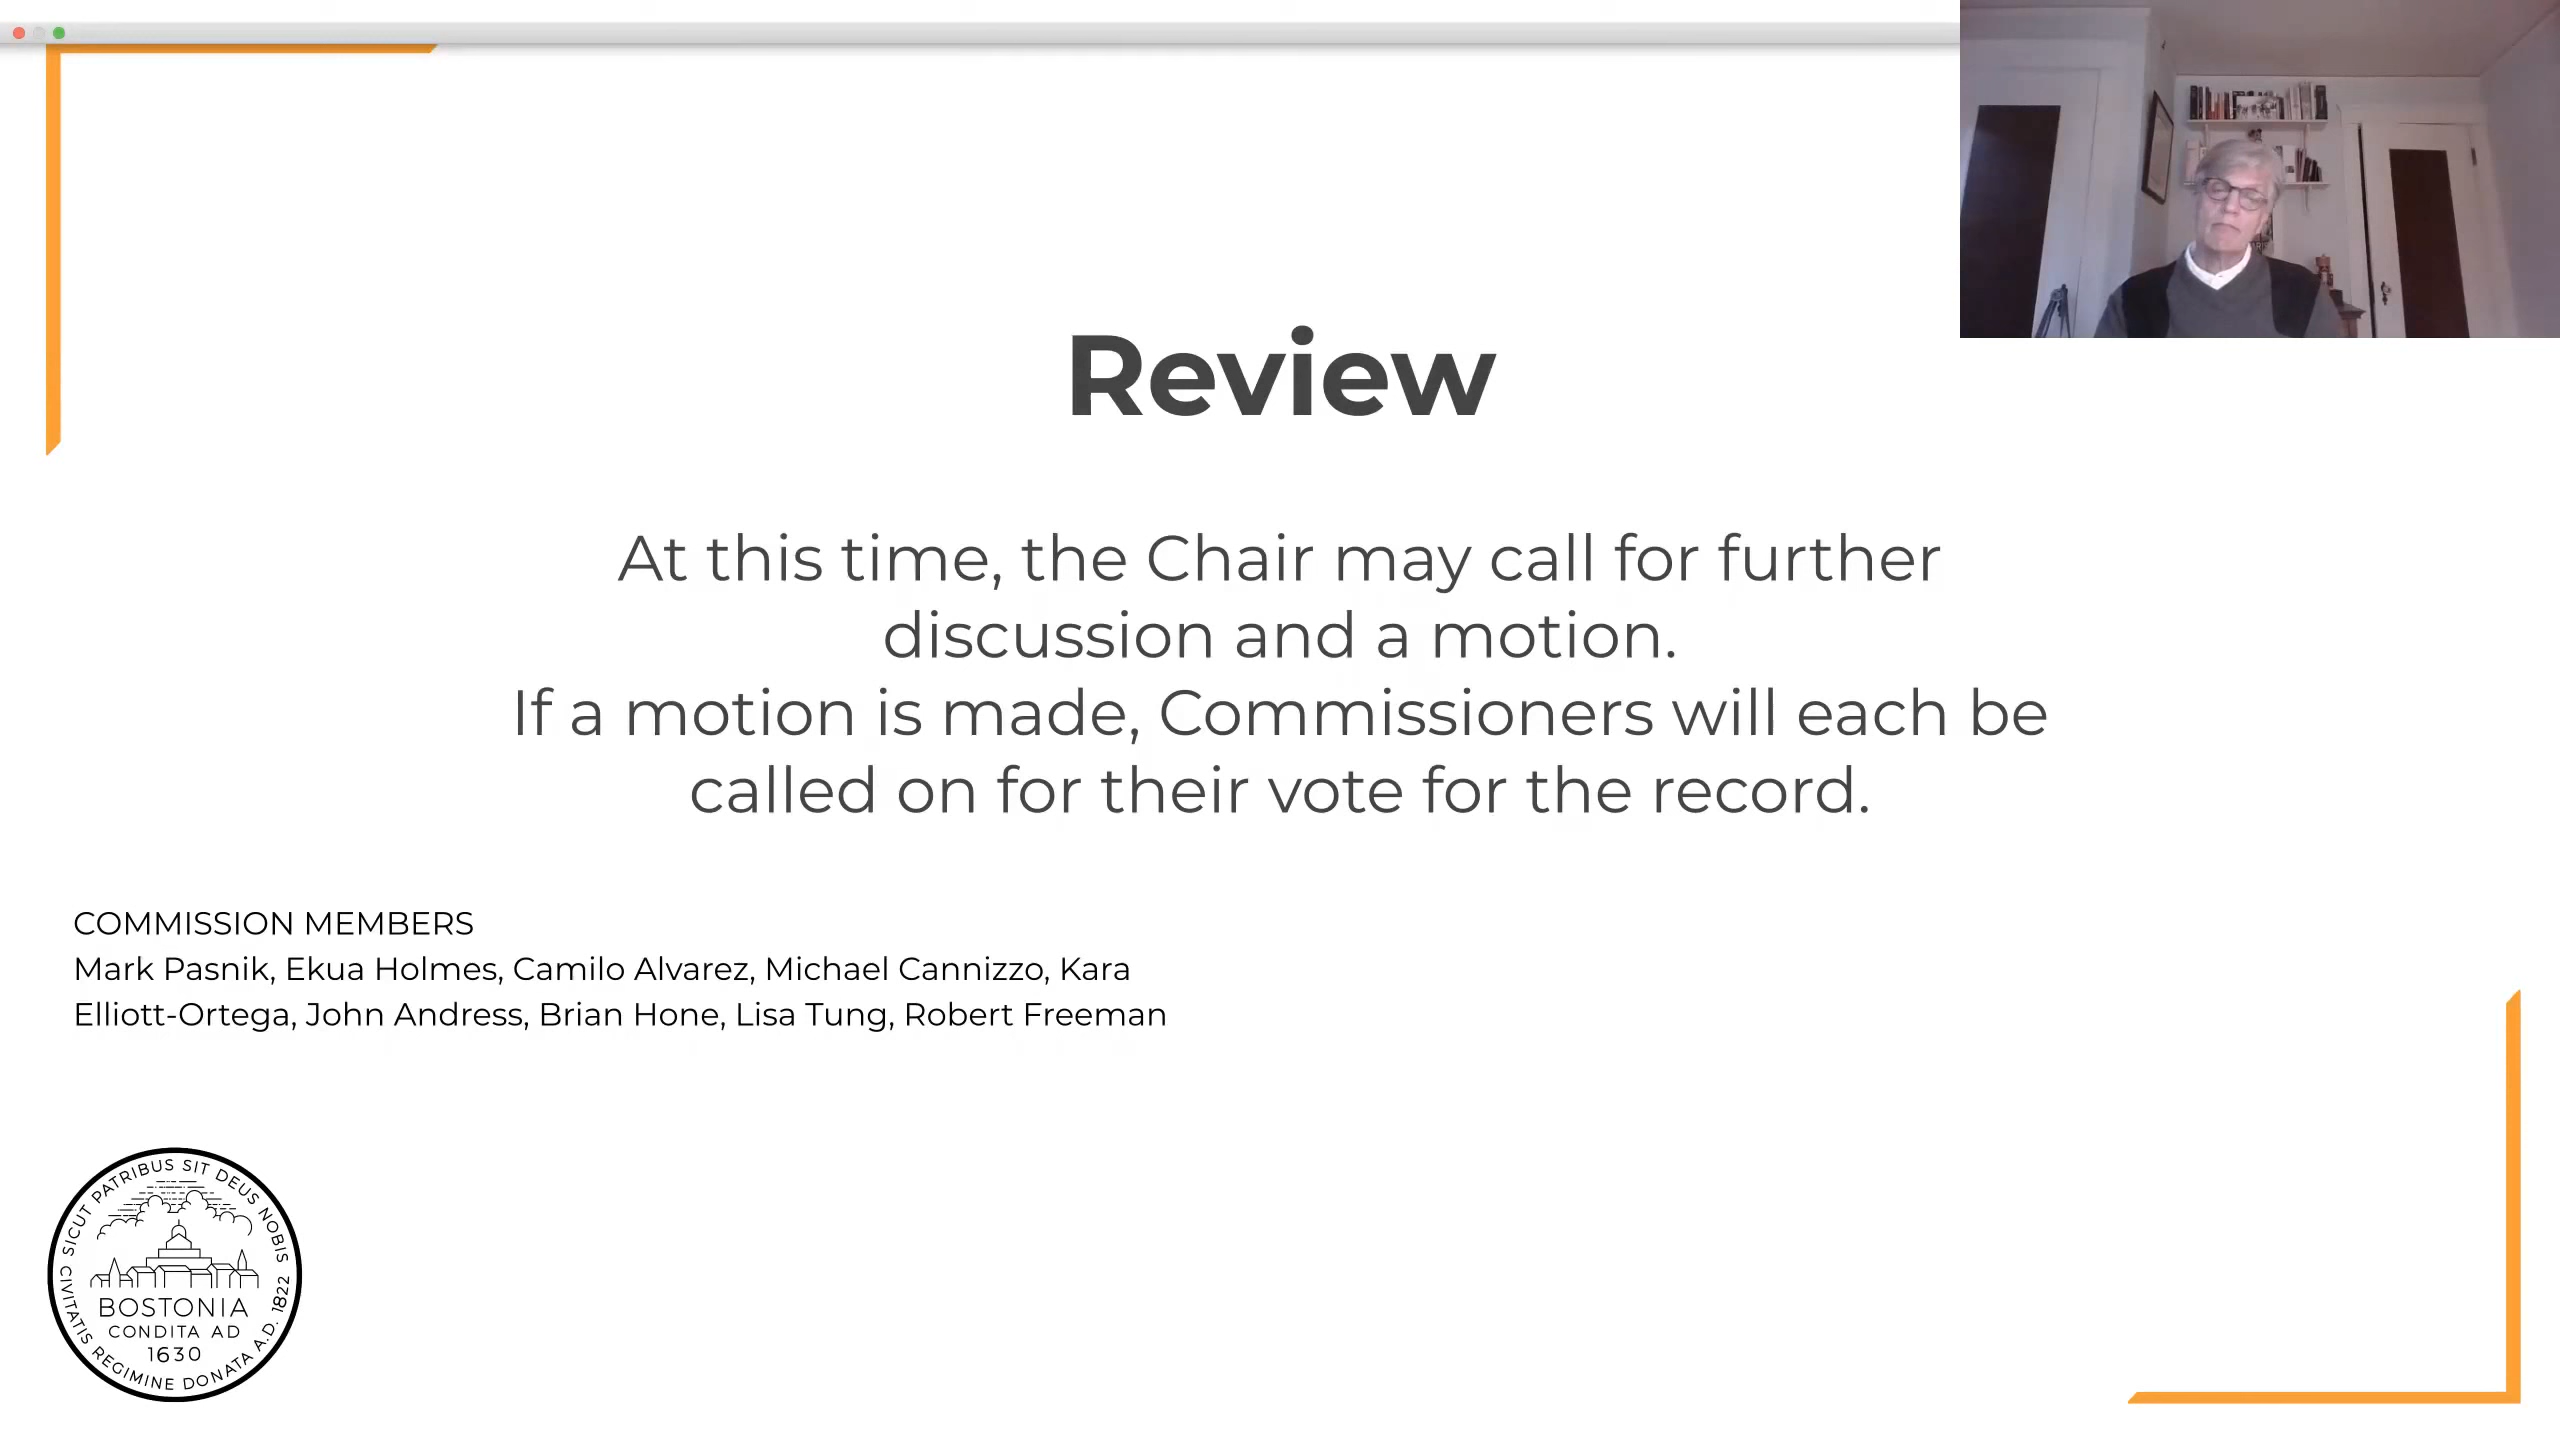 Review
At this time, the Chair may call for further
discussion and a motion.
If a motion is made, Commissioners will each be
called on for their vote for the record.
COMMISSION MEMBERS
Mark Pasnik, Ekua Holmes, Camilo Alvarez, Michael Cannizzo, Kara
Elliott-Ortega, John Andress, Brian Hone, Lisa Tung, Robert Freeman
SICUT PATRIBUS SIT DEUS NOBIS
BOSTONIA
CONDITA AD
1630
CIVITATIS REGIMINE DONATA A.D. 1822